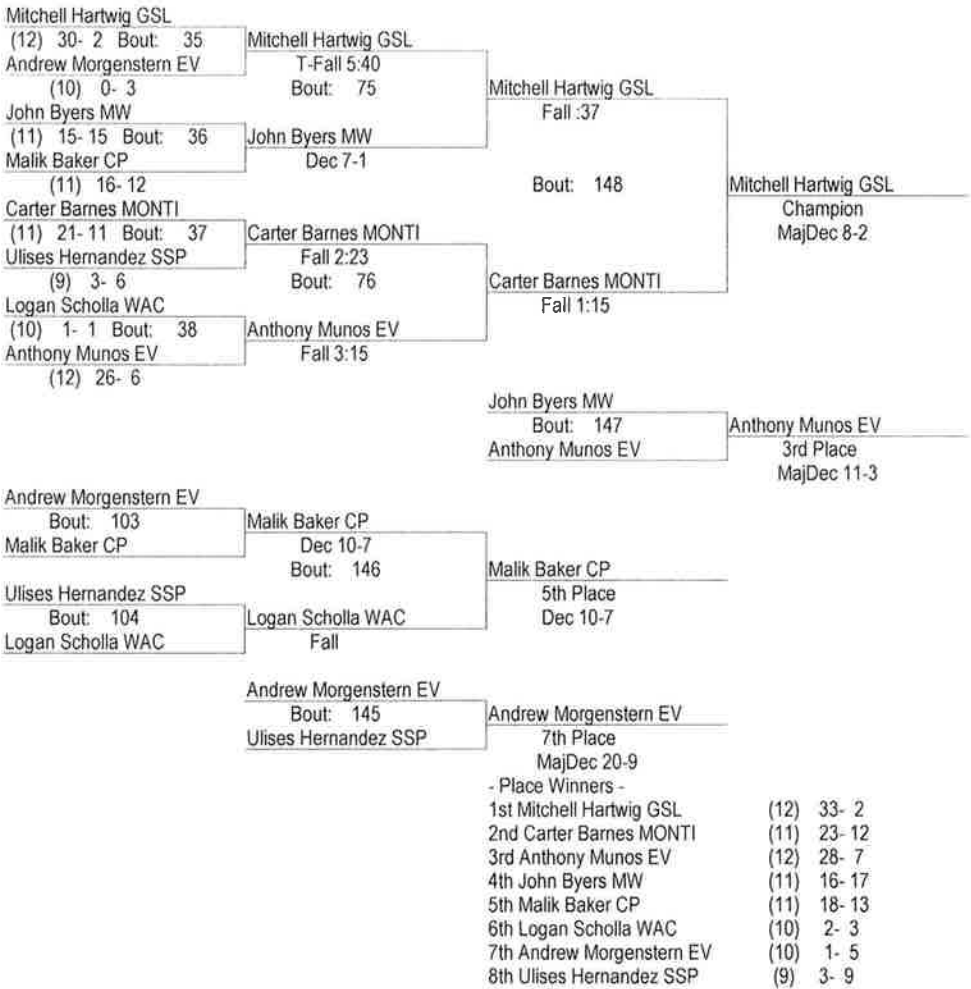 Mitchell Hartwig GSL
(12) 30- 2 Bout: 35
Andrew Morgenstern EV
(10) 0- 3
Mitchell Hartwig GSL
T-Fall 5:40
Bout: 75
John Byers MW
(11) 15- 15 Bout: 36
Malik Baker CP
(11) 16- 12
John Byers MW
Dec 7-1
Mitchell Hartwig GSL
Fall :37
Bout: 148
Carter Barnes MONTI
(11) 21- 11 Bout: 37
Ulises Hernandez SSP
(9) 3- 6
Carter Barnes MONTI
Fall 2:23
Bout: 76
Logan Scholla WAC
(10) 1- 1 Bout: 38
Anthony Munos EV
(12) 26- 6
Anthony Munos EV
Fall 3:15
Carter Barnes MONTI
Fall 1:15
Mitchell Hartwig GSL
Champion
MajDec 8-2
John Byers MW
Bout: 147
Anthony Munos EV
Anthony Munos EV
3rd Place
MajDec 11-3
Andrew Morgenstern EV
Bout: 103
Malik Baker CP
Malik Baker CP
Dec 10-7
Bout: 146
Ulises Hernandez SSP
Bout: 104
Logan Scholla WAC
Logan Scholla WAC
Fall
Malik Baker CP
5th Place
Dec 10-7
Andrew Morgenstern EV
Bout: 145
Ulises Hernandez SSP
Andrew Morgenstern EV
7th Place
MajDec 20-9
- Place Winners -
1st Mitchell Hartwig GSL (12) 33- 2
2nd Carter Barnes MONTI (11) 23- 12
3rd Anthony Munos EV (12) 28- 7
4th John Byers MW (11) 16- 17
5th Malik Baker CP (11) 18- 13
6th Logan Scholla WAC (10) 2- 3
7th Andrew Morgenstern EV (10) 1- 5
8th Ulises Hernandez SSP (9) 3- 9